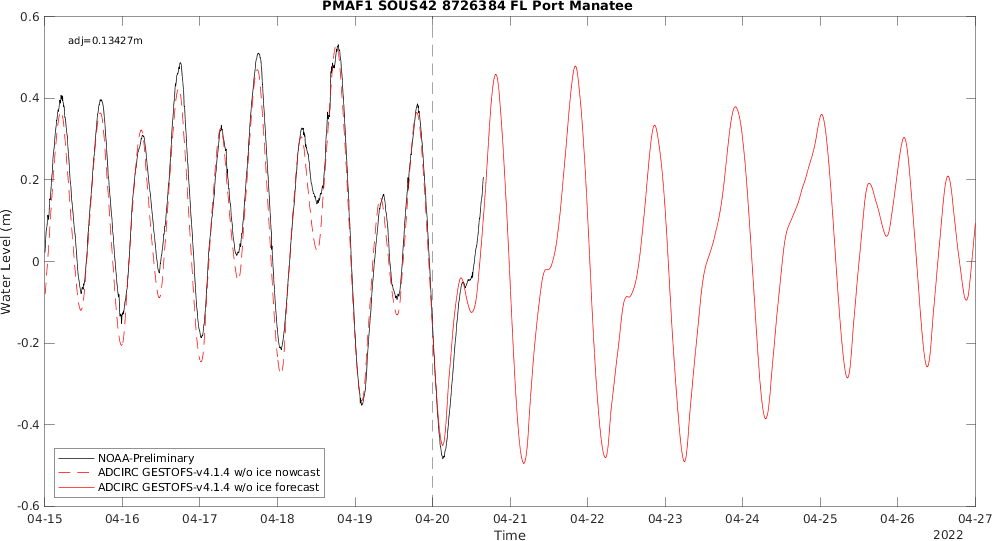 PMAF1 SOUS42 8726384 FL Port Manatee
adj=0.13427m
Water Level (m)
0.6
0.4
0.2
0
-0.2
-0.4
-0.6
NOAA-Preliminary
ADCIRC GESTOFS-v4.1.4 w/o ice nowcast
ADCIRC GESTOFS-v4.1.4 w/o ice forecast
04-15 04-16 04-17 04-18 04-19 04-20 04-21 04-22 04-23 04-24 04-25 04-26 04-27
Time
2022